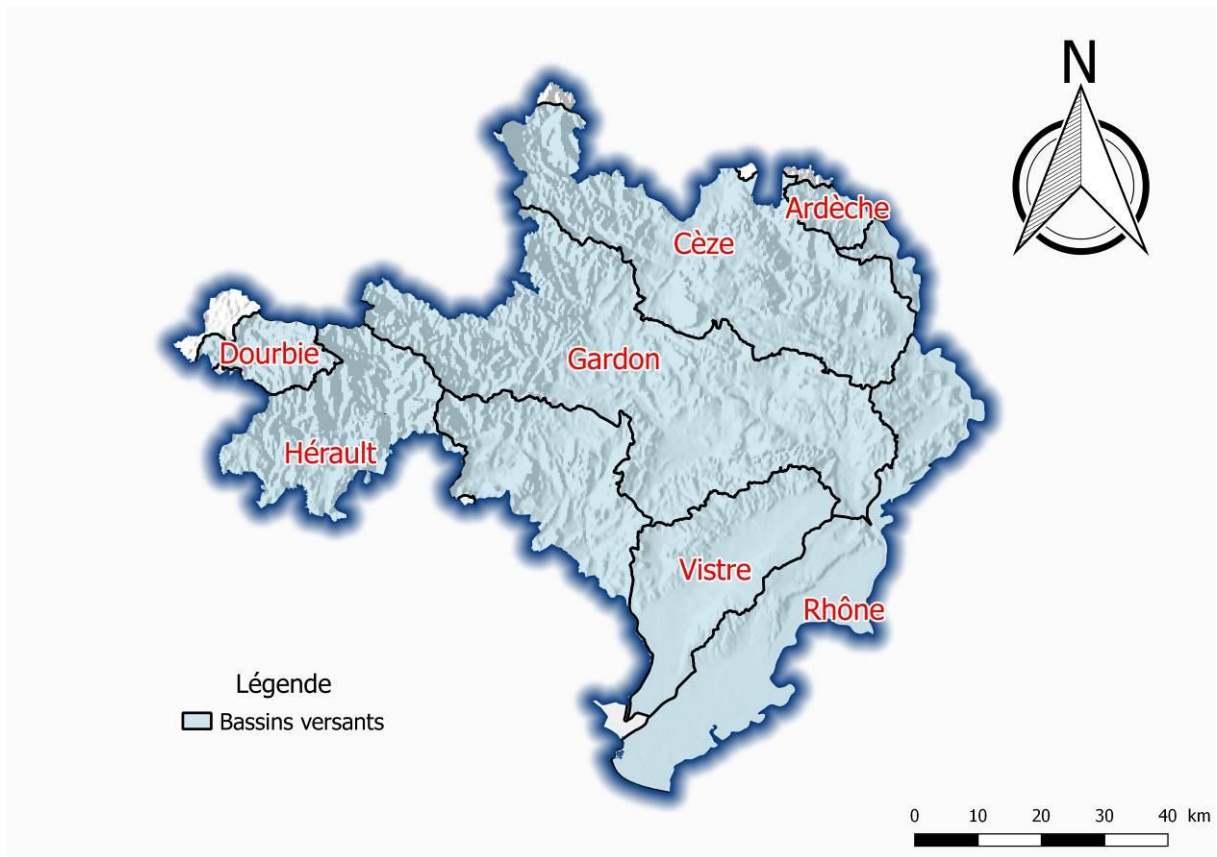 N
Ardèche
Cèze
Dourbie
Gardon
Hérault
Vistre
Rhône
Légende
Bassins versants
0 10 20 30 40 km